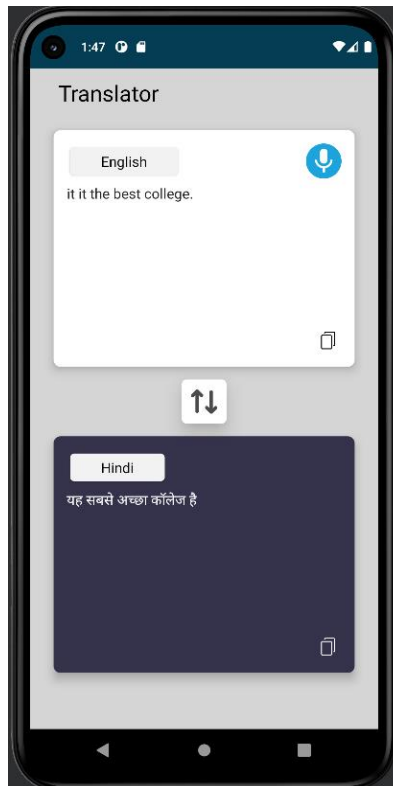 1:47
Translator
English
it it the best college.
Hindi
यह सबसे अच्छा कॉलेज है